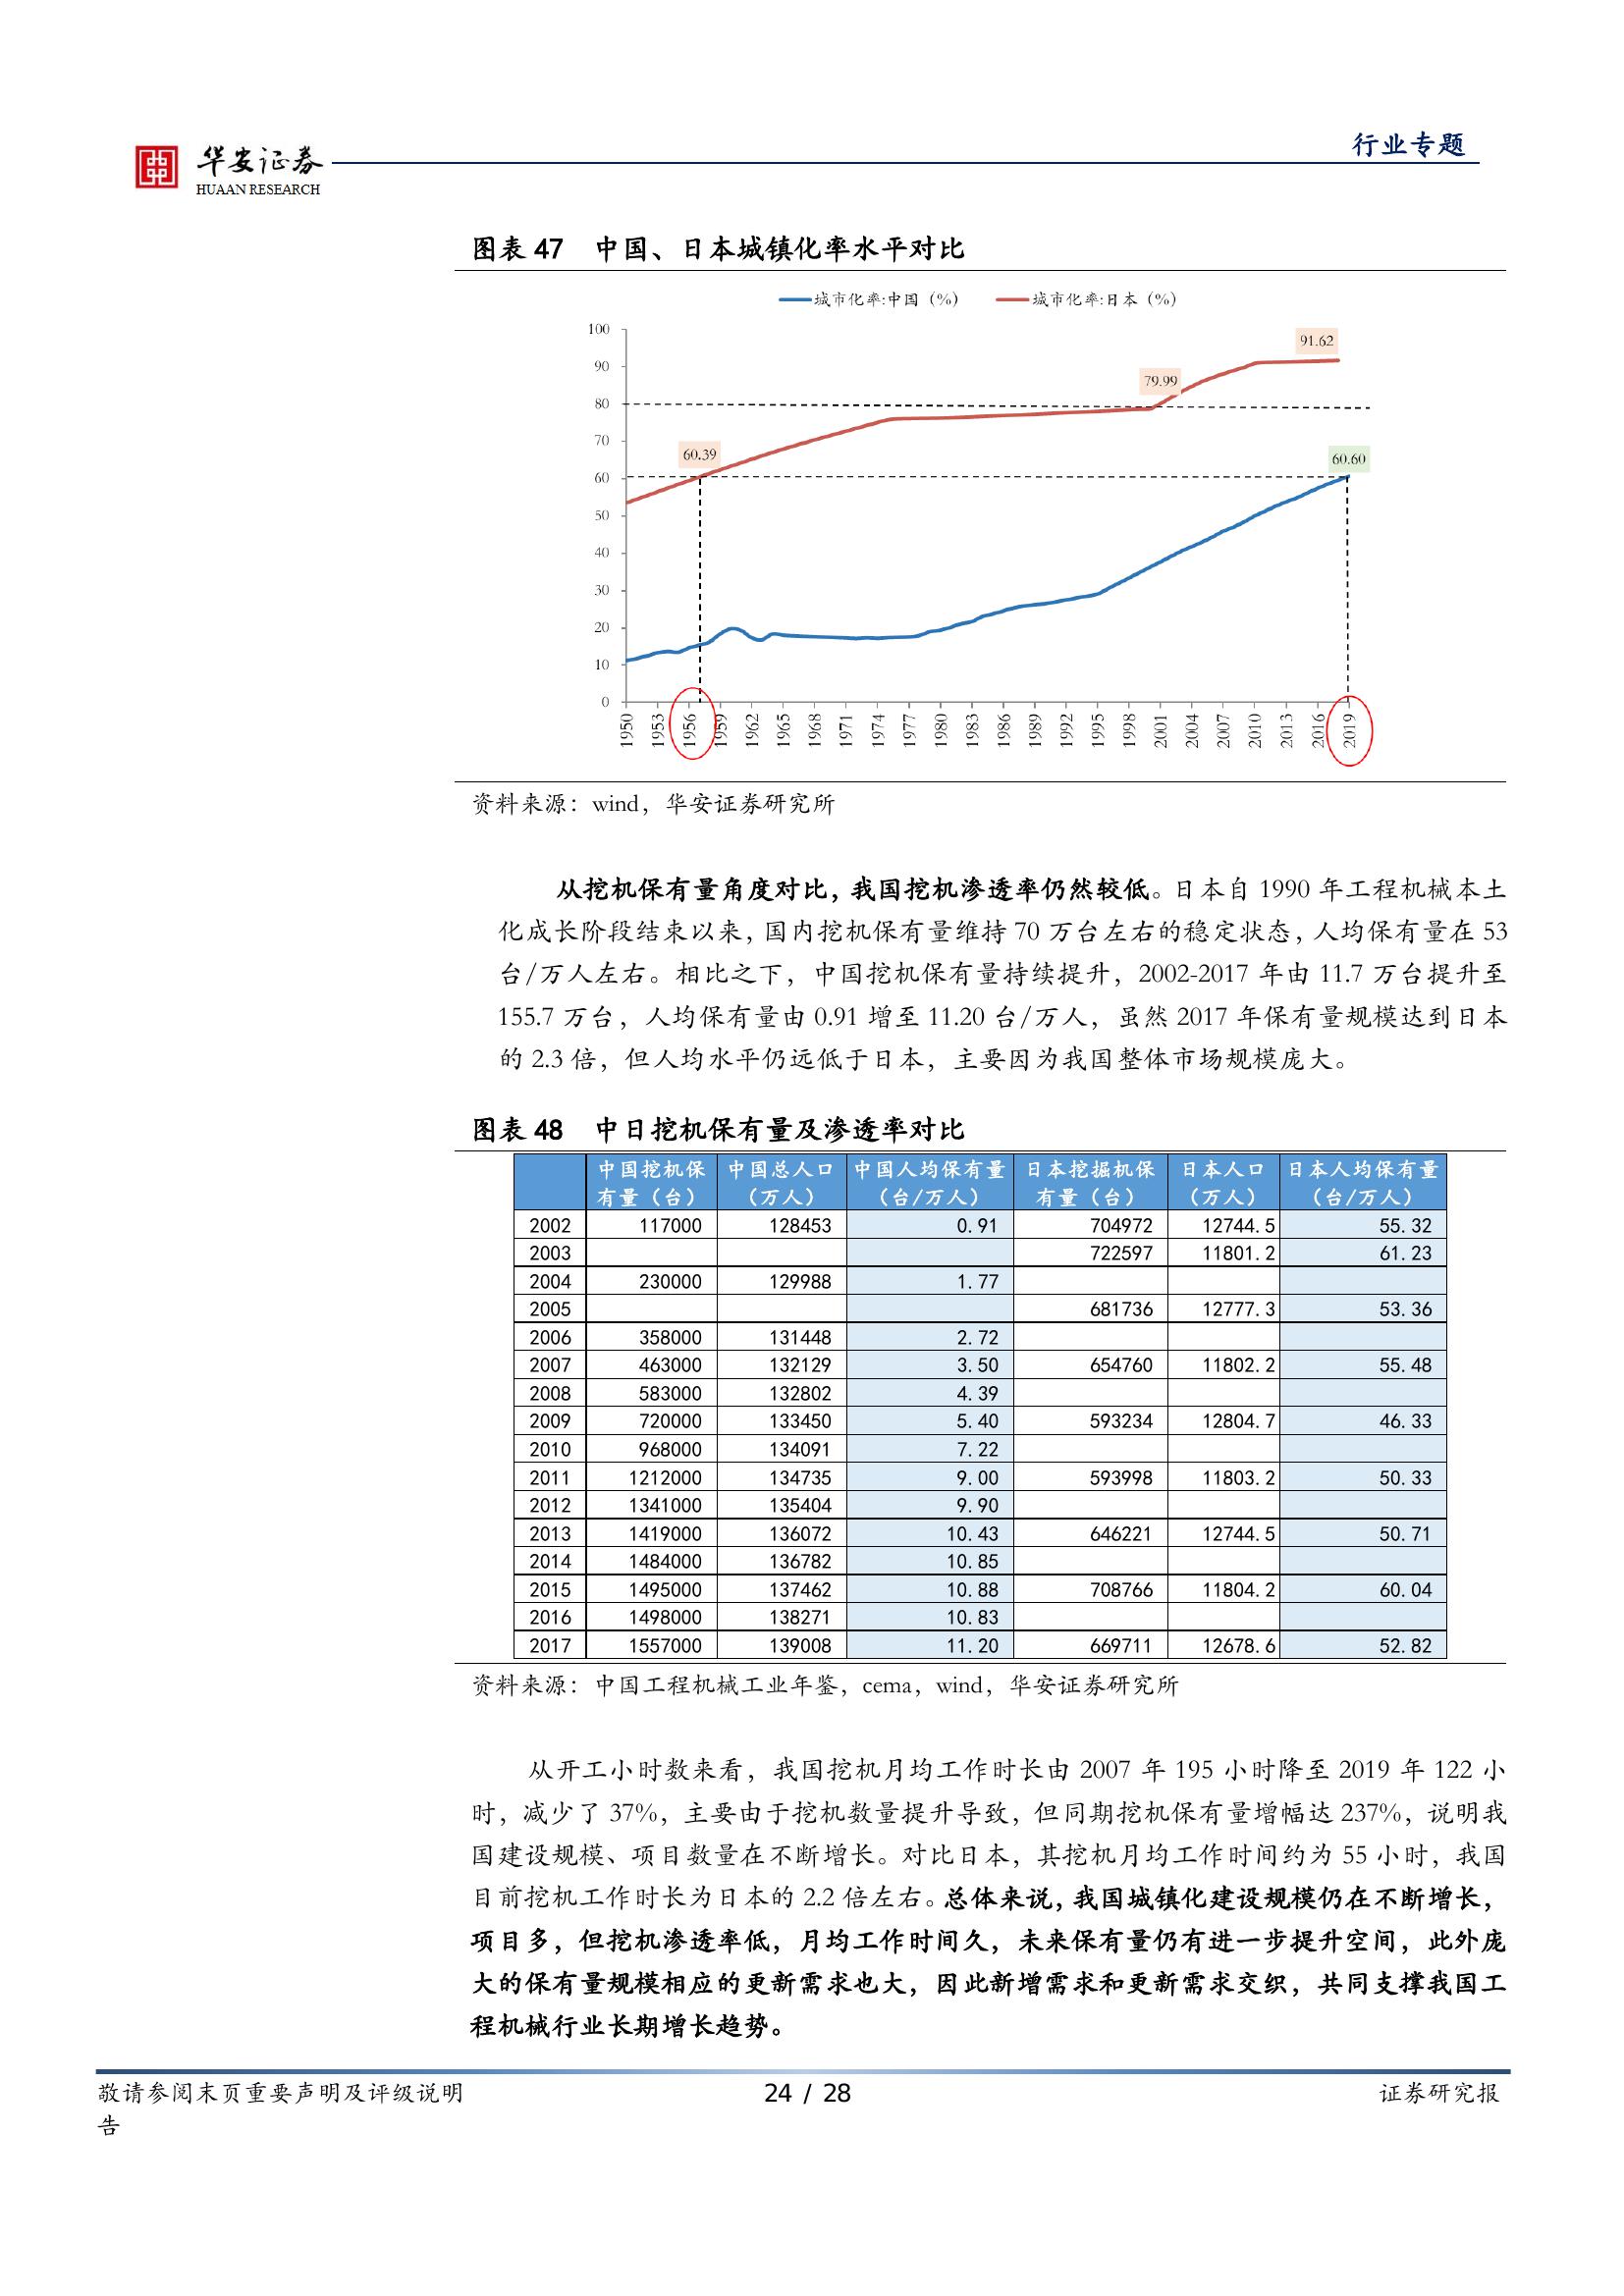 华安证券
HUAAN RESEARCH
行业专题
图表 47 中国、日本城镇化率水平对比
城市化率:中国（%） 城市化率:日本（%）
100
90
80
70
60
50
40
30
20
10
0
91.62
79.99
60.39
60.60
1950 1953 1956 1959 1962 1965 1968 1971 1974 1977 1980 1983 1986 1989 1992 1995 1998 2001 2004 2007 2010 2013 2016 2019
资料来源：wind，华安证券研究所
从挖机保有量角度对比，我国挖机渗透率仍然较低。日本自 1990 年工程机械本土
化成长阶段结束以来，国内挖机保有量维持 70 万台左右的稳定状态，人均保有量在 53
台/万人左右。相比之下，中国挖机保有量持续提升，2002-2017 年由 11.7 万台提升至
155.7 万台，人均保有量由 0.91 增至 11.20 台/万人，虽然 2017 年保有量规模达到日本
的 2.3 倍，但人均水平仍远低于日本，主要因为我国整体市场规模庞大。
图表 48 中日挖机保有量及渗透率对比
中国挖机保 中国总人口 中国人均保有量 日本挖掘机保 日本人口 日本人均保有量
有量（台） （万人） （台/万人） 有量（台） （万人） （台/万人）
2002 117000 128453 0.91 704972 12744.5 55.32
2003 722597 11801.2 61.23
2004 230000 129988 1.77
2005 681736 12777.3 53.36
2006 358000 131448 2.72
2007 463000 132129 3.50 654760 11802.2 55.48
2008 583000 132802 4.39
2009 720000 133450 5.40 593234 12804.7 46.33
2010 968000 134091 7.22
2011 1212000 134735 9.00 593998 11803.2 50.33
2012 1341000 135404 9.90
2013 1419000 136072 10.43 646221 12744.5 50.71
2014 1484000 136782 10.85
2015 1495000 137462 10.88 708766 11804.2 60.04
2016 1498000 138271 10.83
2017 1557000 139008 11.20 669711 12678.6 52.82
资料来源：中国工程机械工业年鉴，cema，wind，华安证券研究所
从开工小时数来看，我国挖机月均工作时长由 2007 年 195 小时降至 2019 年 122 小
时，减少了 37%，主要由于挖机数量提升导致，但同期挖机保有量增幅达 237%，说明我
国建设规模、项目数量在不断增长。对比日本，其挖机月均工作时间约为 55 小时，我国
目前挖机工作时长为日本的 2.2 倍左右。总体来说，我国城镇化建设规模仍在不断增长，
项目多，但挖机渗透率低，月均工作时间久，未来保有量仍有进一步提升空间，此外庞
大的保有量规模相应的更新需求也大，因此新增需求和更新需求交织，共同支撑我国工
程机械行业长期增长趋势。
敬请参阅末页重要声明及评级说明 24 / 28 证券研究报
告